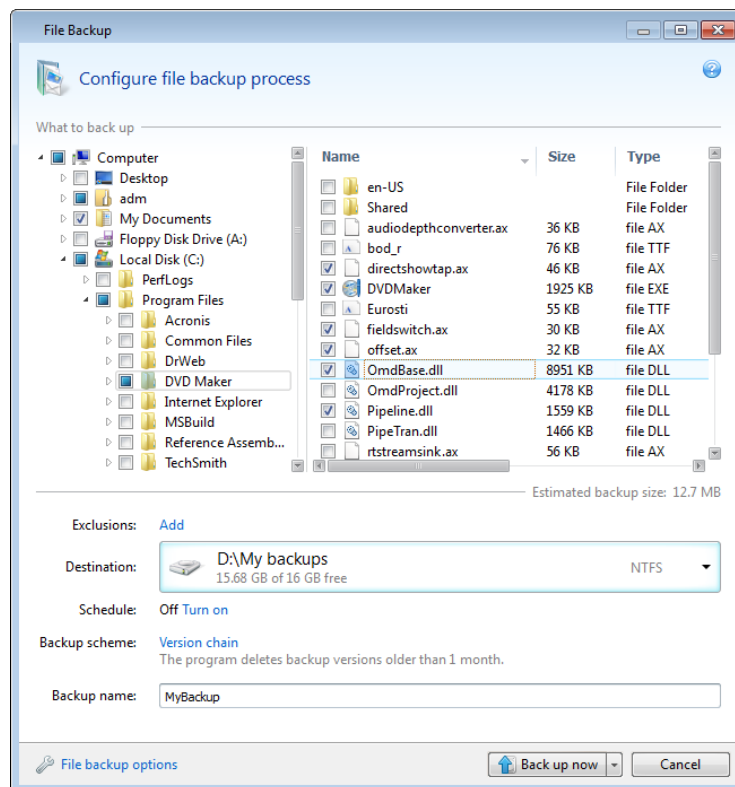 File Backup
Configure file backup process
What to back up
Computer
Desktop
adm
My Documents
Floppy Disk Drive (A:)
Local Disk (C:)
PerfLogs
Program Files
Acronis
Common Files
DrWeb
DVD Maker
Internet Explorer
MSBuild
Reference Assemb...
TechSmith
Name Size Type
en-US File Folder
Shared File Folder
audiodepthconverter.ax 36 KB file AX
bod_r 76 KB file TTF
directshowtap.ax 46 KB file AX
DVDMaker 1925 KB file EXE
Eurosti 55 KB file TTF
fieldswitch.ax 30 KB file AX
offset.ax 32 KB file AX
OmdBase.dll 8951 KB file DLL
OmdProject.dll 4178 KB file DLL
Pipeline.dll 1559 KB file DLL
PipeTran.dll 1466 KB file DLL
rtstreamsink.ax 56 KB file AX
Estimated backup size: 12.7 MB
Exclusions: Add
Destination: D:\My backups
15.68 GB of 16 GB free
NTFS
Schedule: Off Turn on
Backup scheme: Version chain
The program deletes backup versions older than 1 month.
Backup name: MyBackup
File backup options
Back up now
Cancel